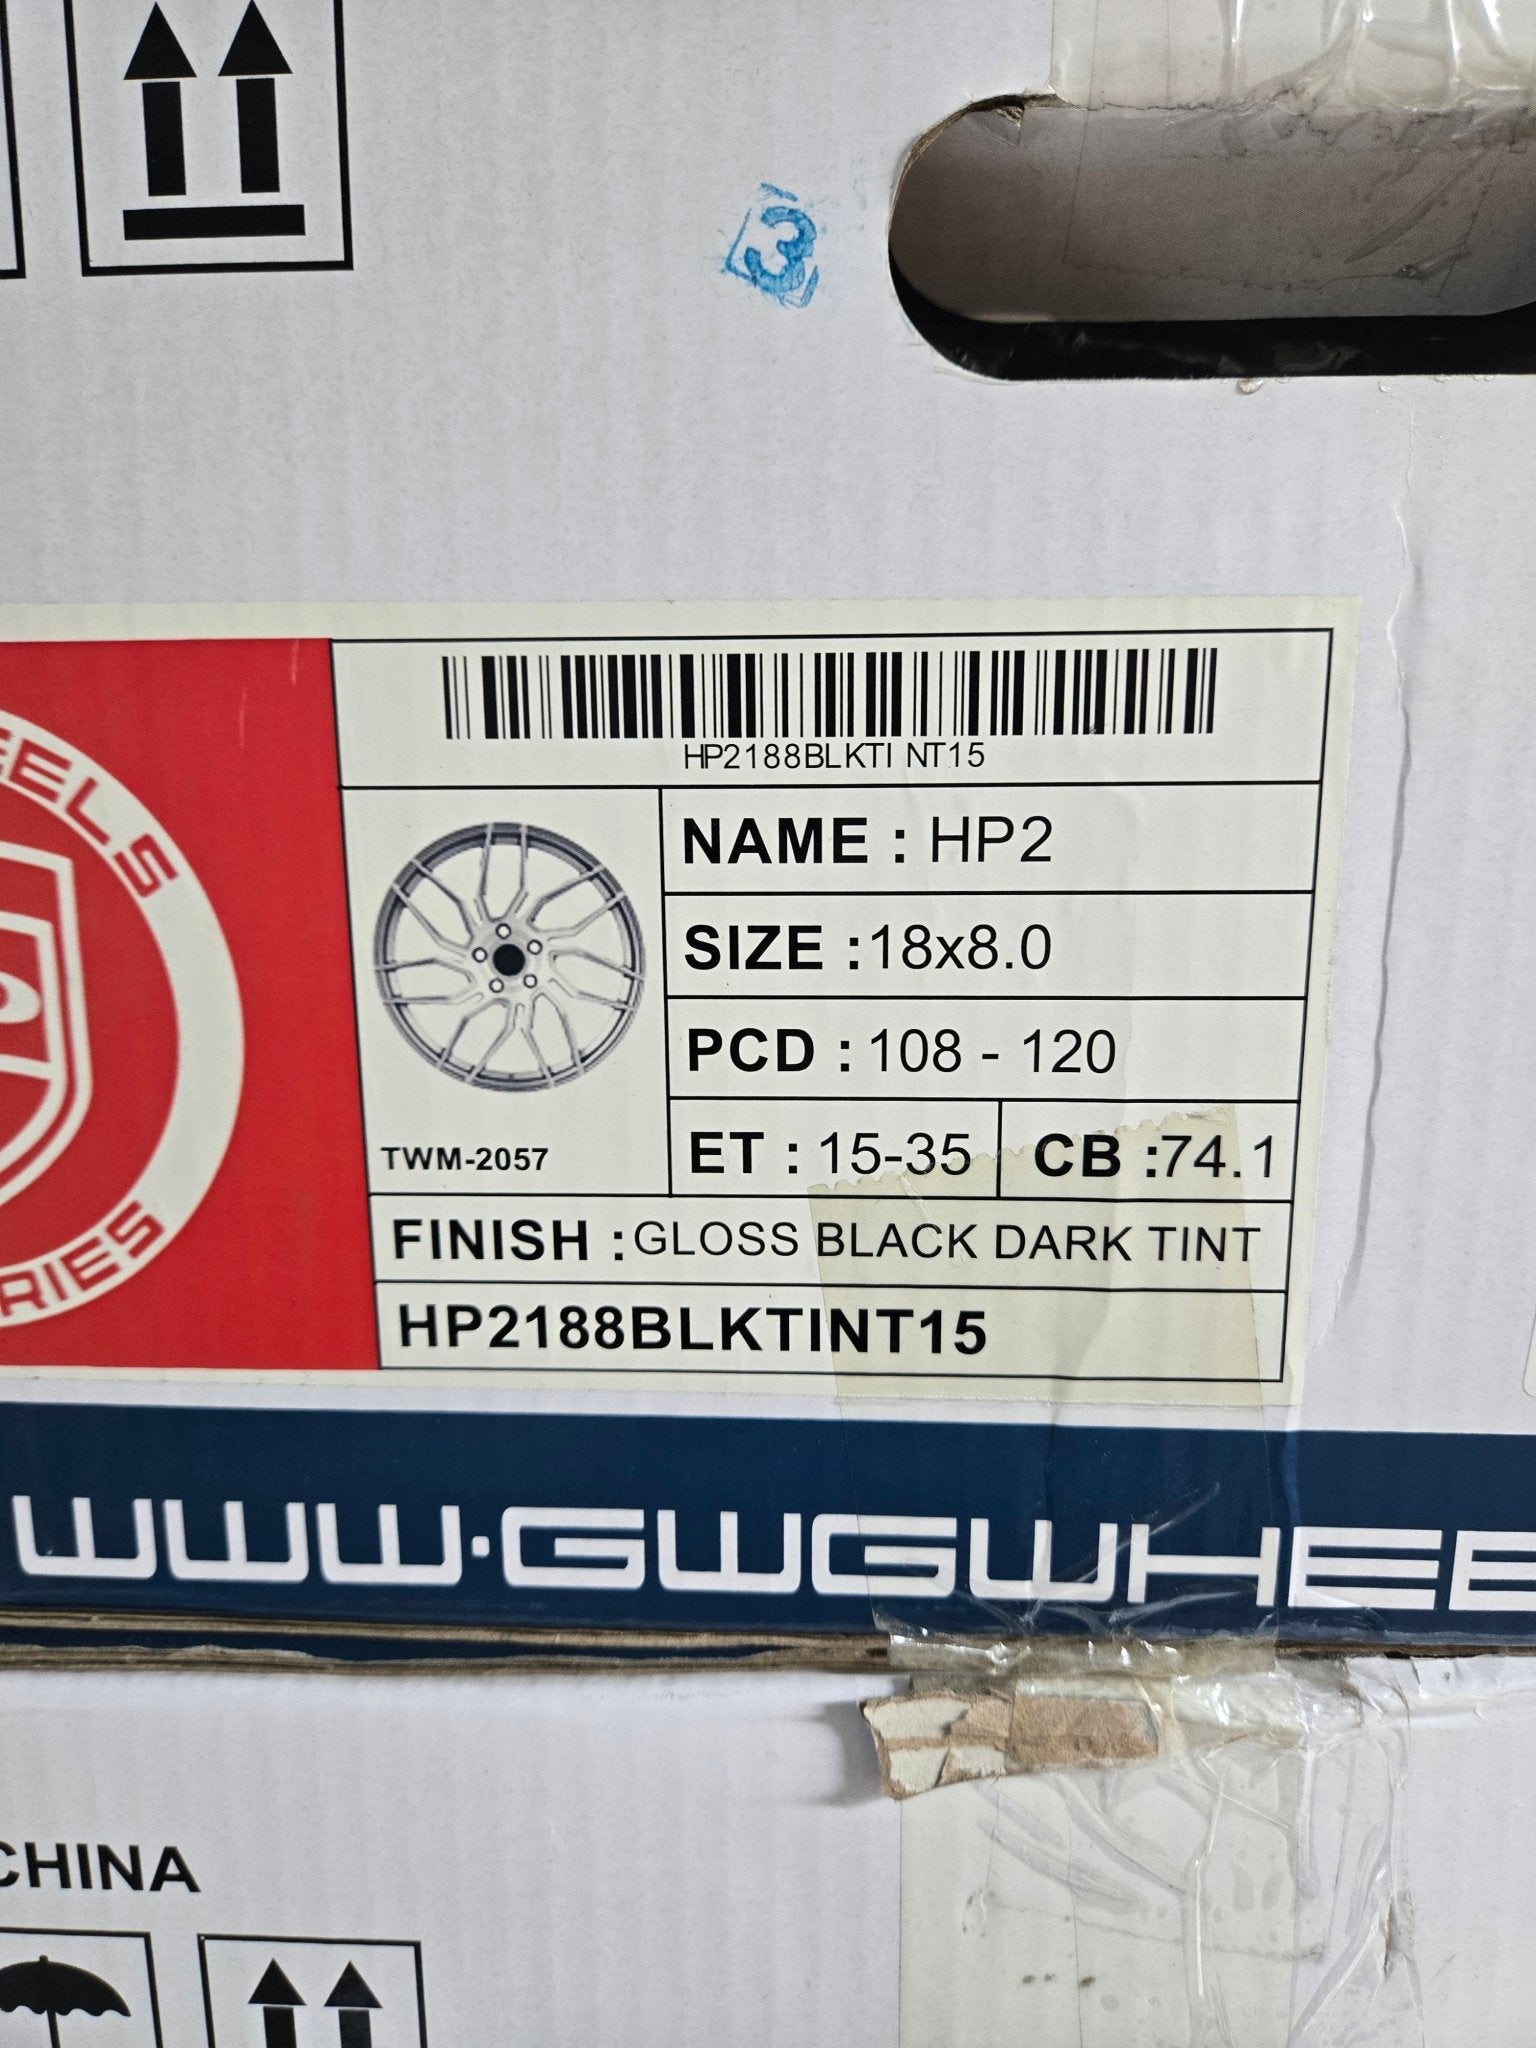 3
HP2188BLKTI NT15
NAME : HP2
SIZE :18x8.0
PCD : 108 - 120
ET : 15-35
CB :74.1
TWM-2057
FINISH :GLOSS BLACK DARK TINT
HP2188BLKTINT15
WWW.GWGWHEE
CHINA